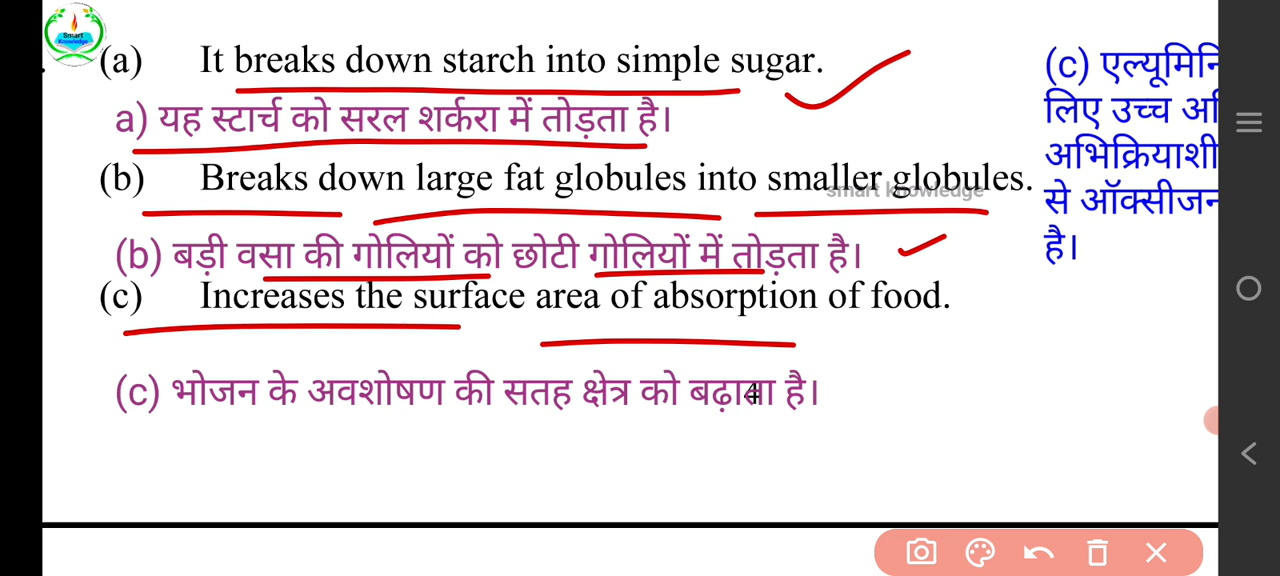 Smart
Knowledge
(a) It breaks down starch into simple sugar.
a) यह स्टार्च को सरल शर्करा में तोड़ता है।
(b) Breaks down large fat globules into smaller globules.
smart knowledge
(b) बड़ी वसा की गोलियों को छोटी गोलियों में तोड़ता है।
(c) Increases the surface area of absorption of food.
(c) भोजन के अवशोषण की सतह क्षेत्र को बढ़ाता है।
4
(c) एल्यूमिनि
लिए उच्च अ
अभिक्रियाशी
से ऑक्सीजन
है।